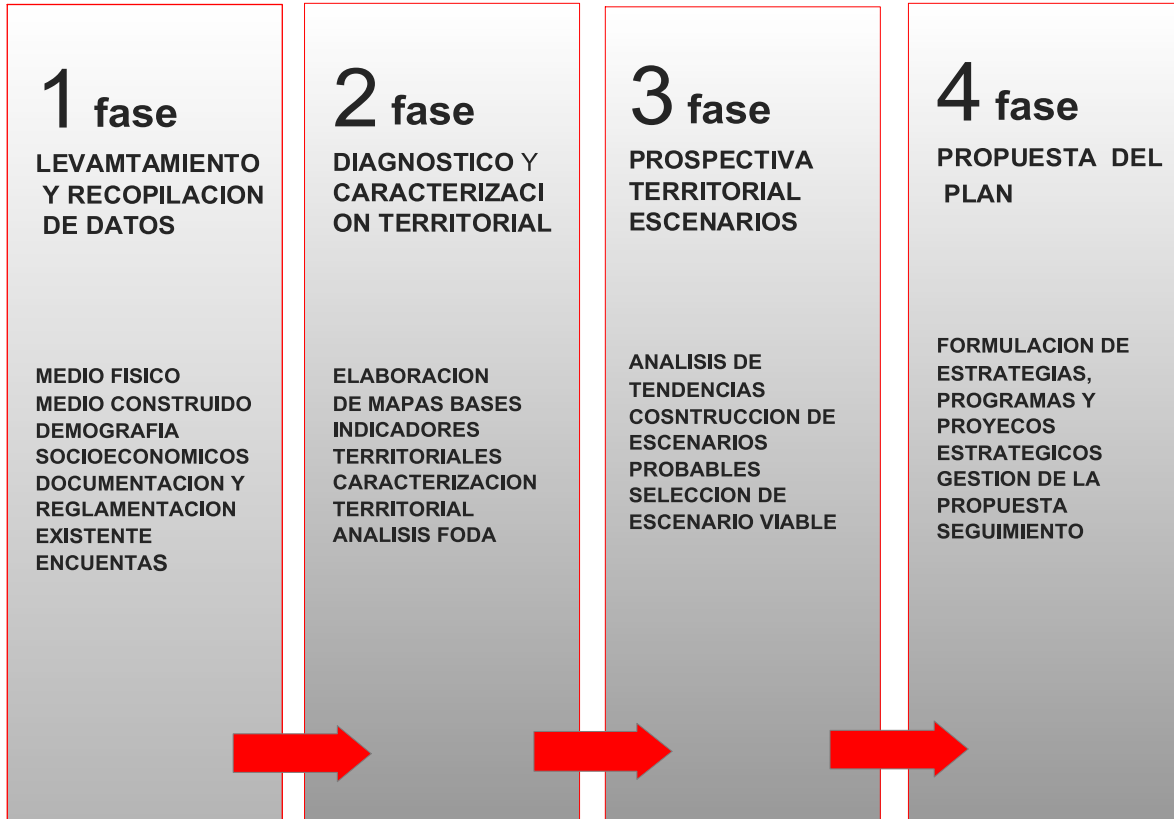 1 fase
LEVAMTAMIENTO
Y RECOPILACION
DE DATOS
MEDIO FISICO
MEDIO CONSTRUIDO
DEMOGRAFIA
SOCIOECONOMICOS
DOCUMENTACION Y
REGLAMENTACION
EXISTENTE
ENCUENTAS
2 fase
DIAGNOSTICO Y
CARACTERIZACI
ON TERRITORIAL
ELABORACION
DE MAPAS BASES
INDICADORES
TERRITORIALES
CARACTERIZACION
TERRITORIAL
ANALISIS FODA
3 fase
PROSPECTIVA
TERRITORIAL
ESCENARIOS
ANALISIS DE
TENDENCIAS
COSNTRUCCION DE
ESCENARIOS
PROBABLES
SELECCION DE
ESCENARIO VIABLE
4 fase
PROPUESTA DEL
PLAN
FORMULACION DE
ESTRATEGIAS,
PROGRAMAS Y
PROYECOS
ESTRATEGICOS
GESTION DE LA
PROPUESTA
SEGUIMIENTO